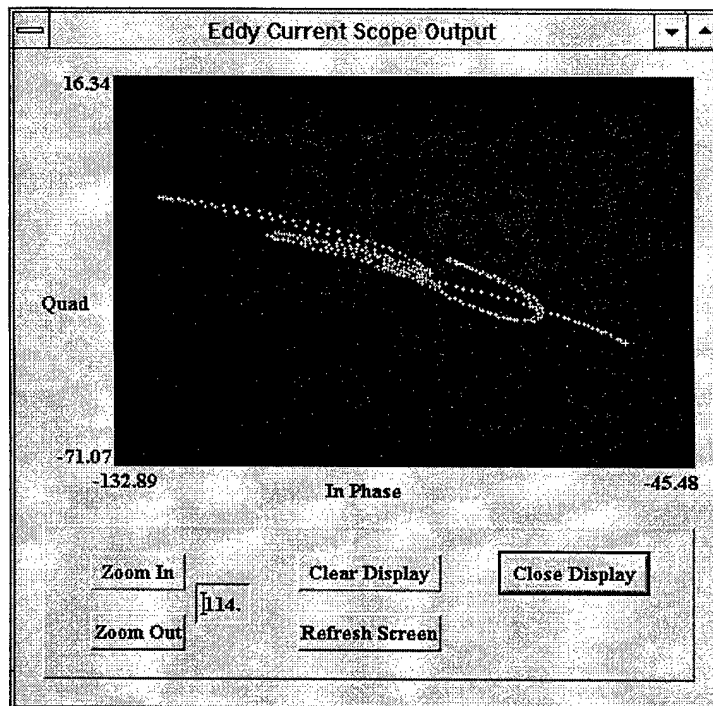 Eddy Current Scope Output
16.34
Quad
-71.07
-132.89
In Phase
-45.48
Zoom In
Clear Display
Close Display
114.
Zoom Out
Refresh Screen